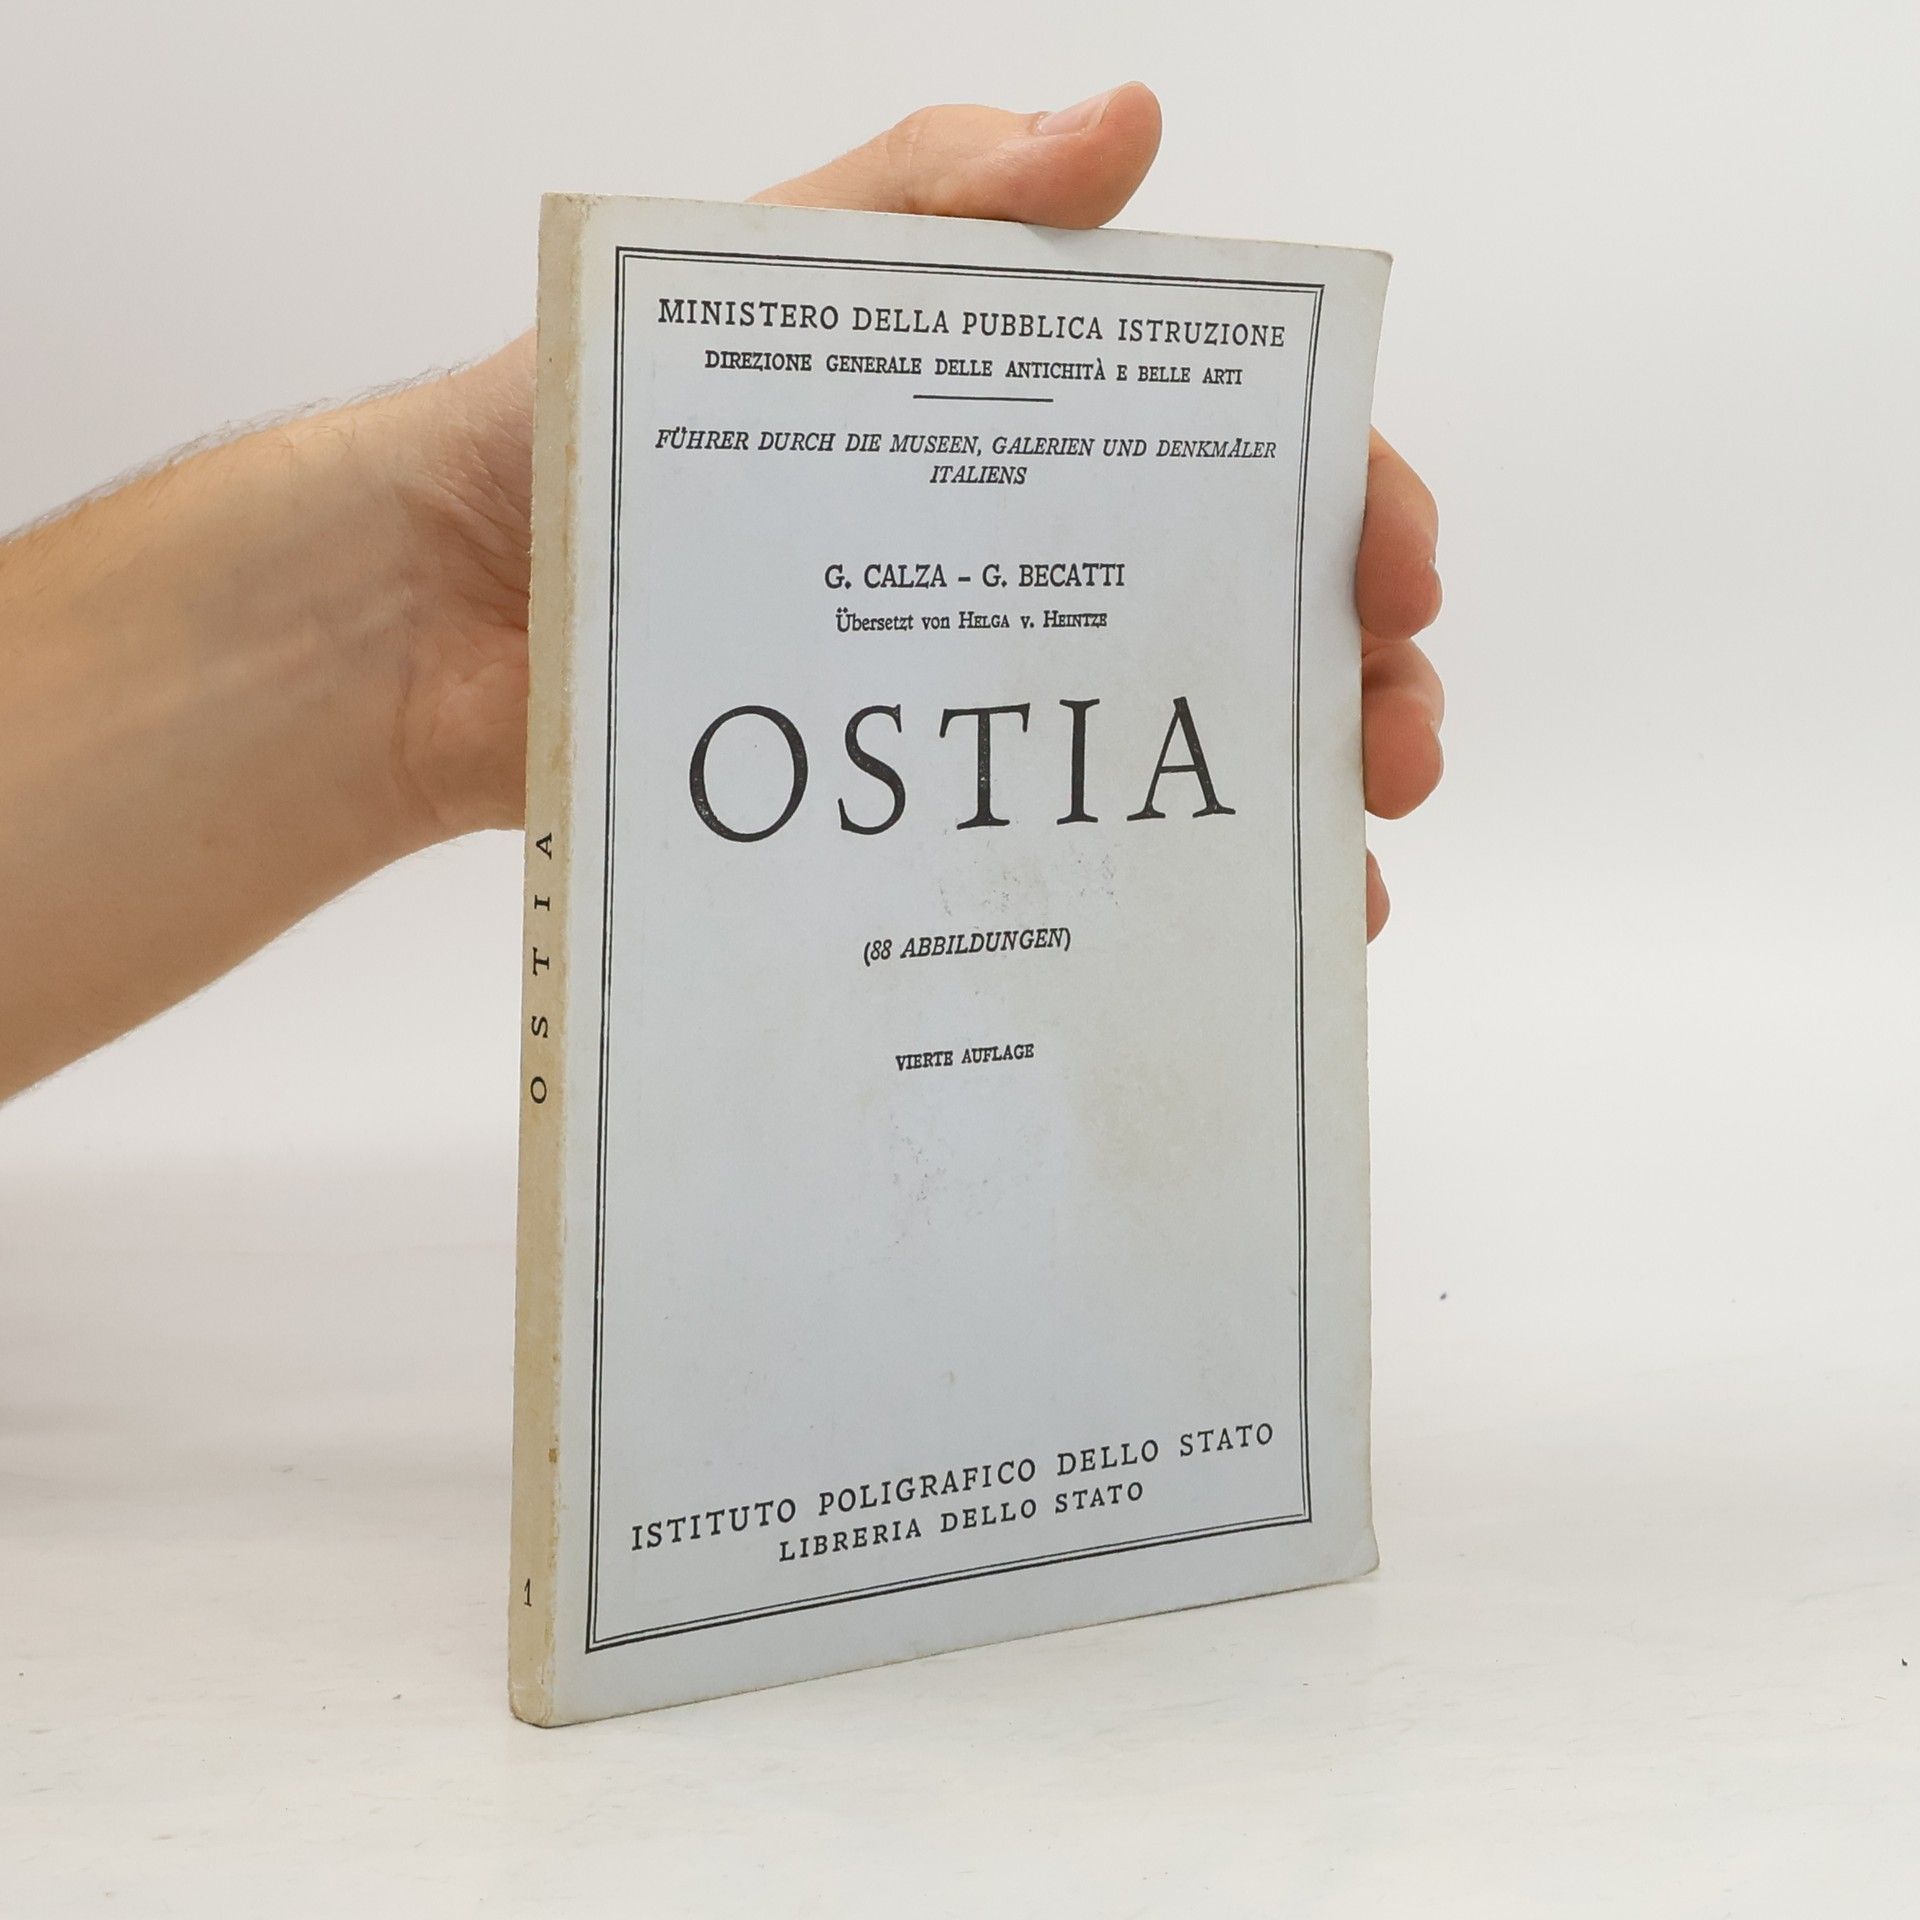 MINISTERO DELLA PUBBLICA ISTRUZIONE
DIREZIONE GENERALE DELLE ANTICHITÀ E BELLE ARTI
FÜHRER DURCH DIE MUSEEN, GALERIEN UND DENKMÄLER
ITALIENS
G. CALZA – G. BECATTI
Übersetzt von HELGA v. HEINTZE
OSTIA
(88 ABBILDUNGEN)
VIERTE AUFLAGE
ISTITUTO POLIGRAFICO DELLO STATO
LIBRERIA DELLO STATO
OSTIA
1